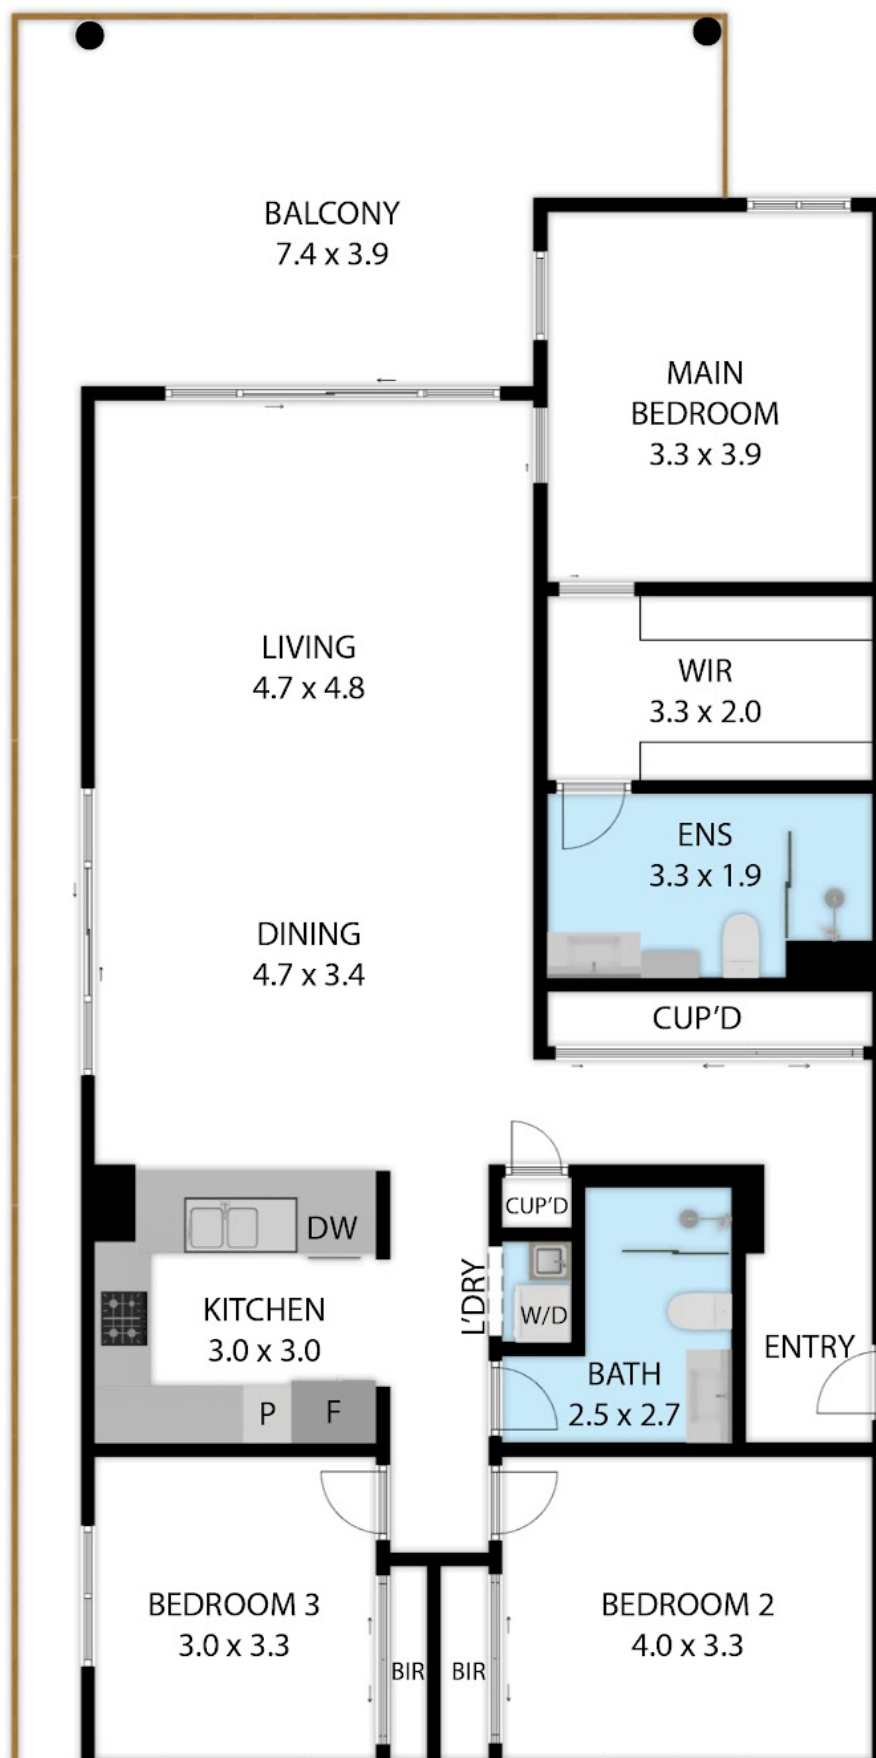 BALCONY
7.4 x 3.9
MAIN
BEDROOM
3.3 x 3.9
LIVING
4.7 x 4.8
WIR
3.3 x 2.0
ENS
3.3 x 1.9
DINING
4.7 x 3.4
CUP'D
CUP'D
DW
L'DRY
W/D
KITCHEN
3.0 x 3.0
ENTRY
BATH
2.5 x 2.7
P
F
BEDROOM 3
3.0 x 3.3
BEDROOM 2
4.0 x 3.3
BIR
BIR